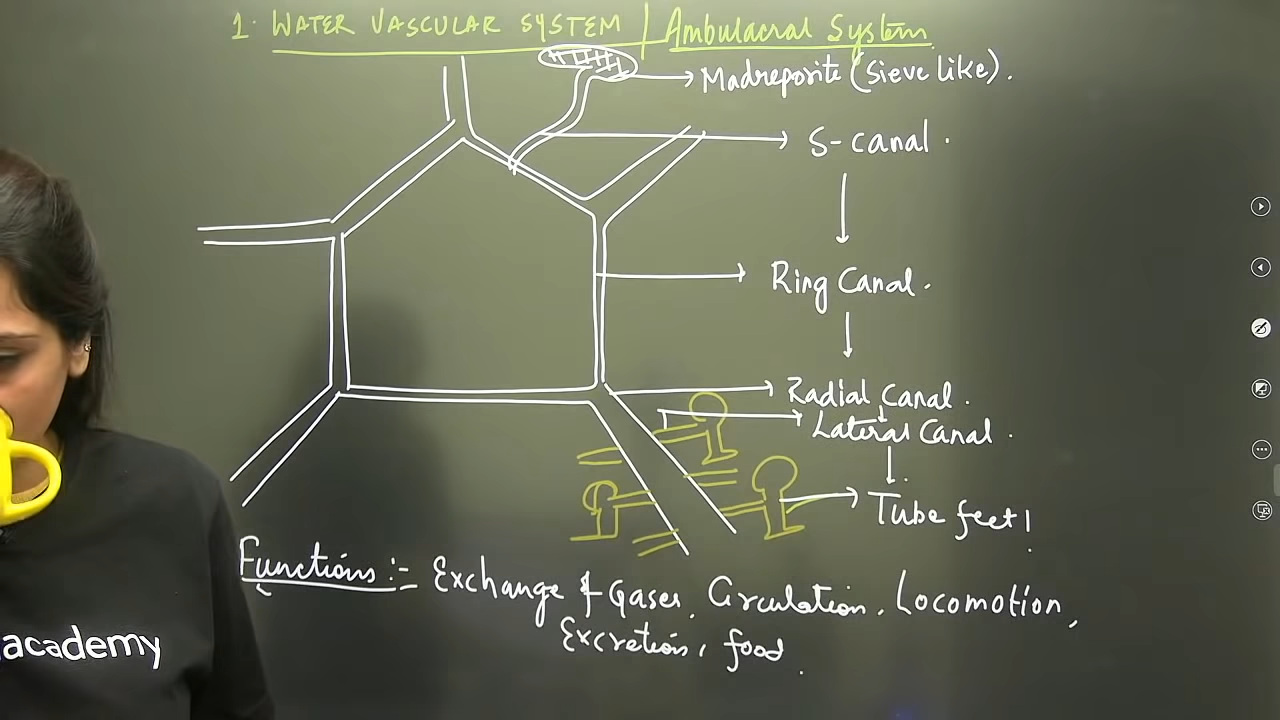 1. WATER VASCULAR SYSTEM / Ambulacral System
Madreporite (Sieve like).
S-canal.
Ring Canal.
Radial Canal.
Lateral Canal.
Tube feet!
Functions :- Exchange of Gases, Circulation, Locomotion,
Excretion, food.
academy